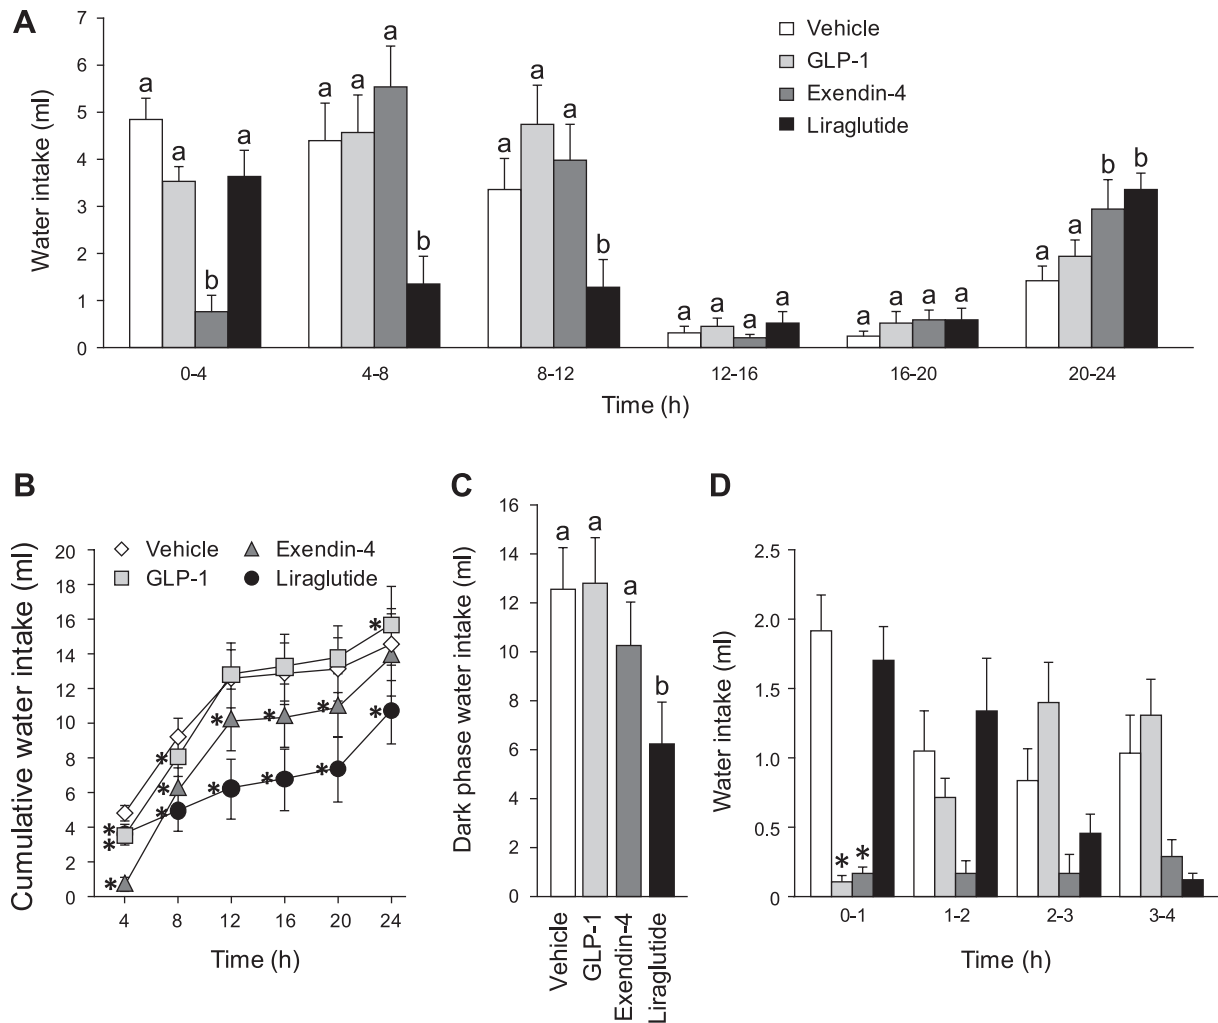 A
Water intake (ml)
7
6
5
4
3
2
1
0
Vehicle
GLP-1
Exendin-4
Liraglutide
a a b a
a a a b
a a a b
a a a a
a a a a
a a b b
0-4 4-8 8-12 12-16 16-20 20-24
Time (h)
B
Cumulative water intake (ml)
20
18
16
14
12
10
8
6
4
2
0
Vehicle
GLP-1
Exendin-4
Liraglutide
* * * * * * * * * * * * * *
4 8 12 16 20 24
Time (h)
C
Dark phase water intake (ml)
16
14
12
10
8
6
4
2
0
a a a b
Vehicle
GLP-1
Exendin-4
Liraglutide
D
Water intake (ml)
2.5
2.0
1.5
1.0
0.5
0
* *
0-1 1-2 2-3 3-4
Time (h)